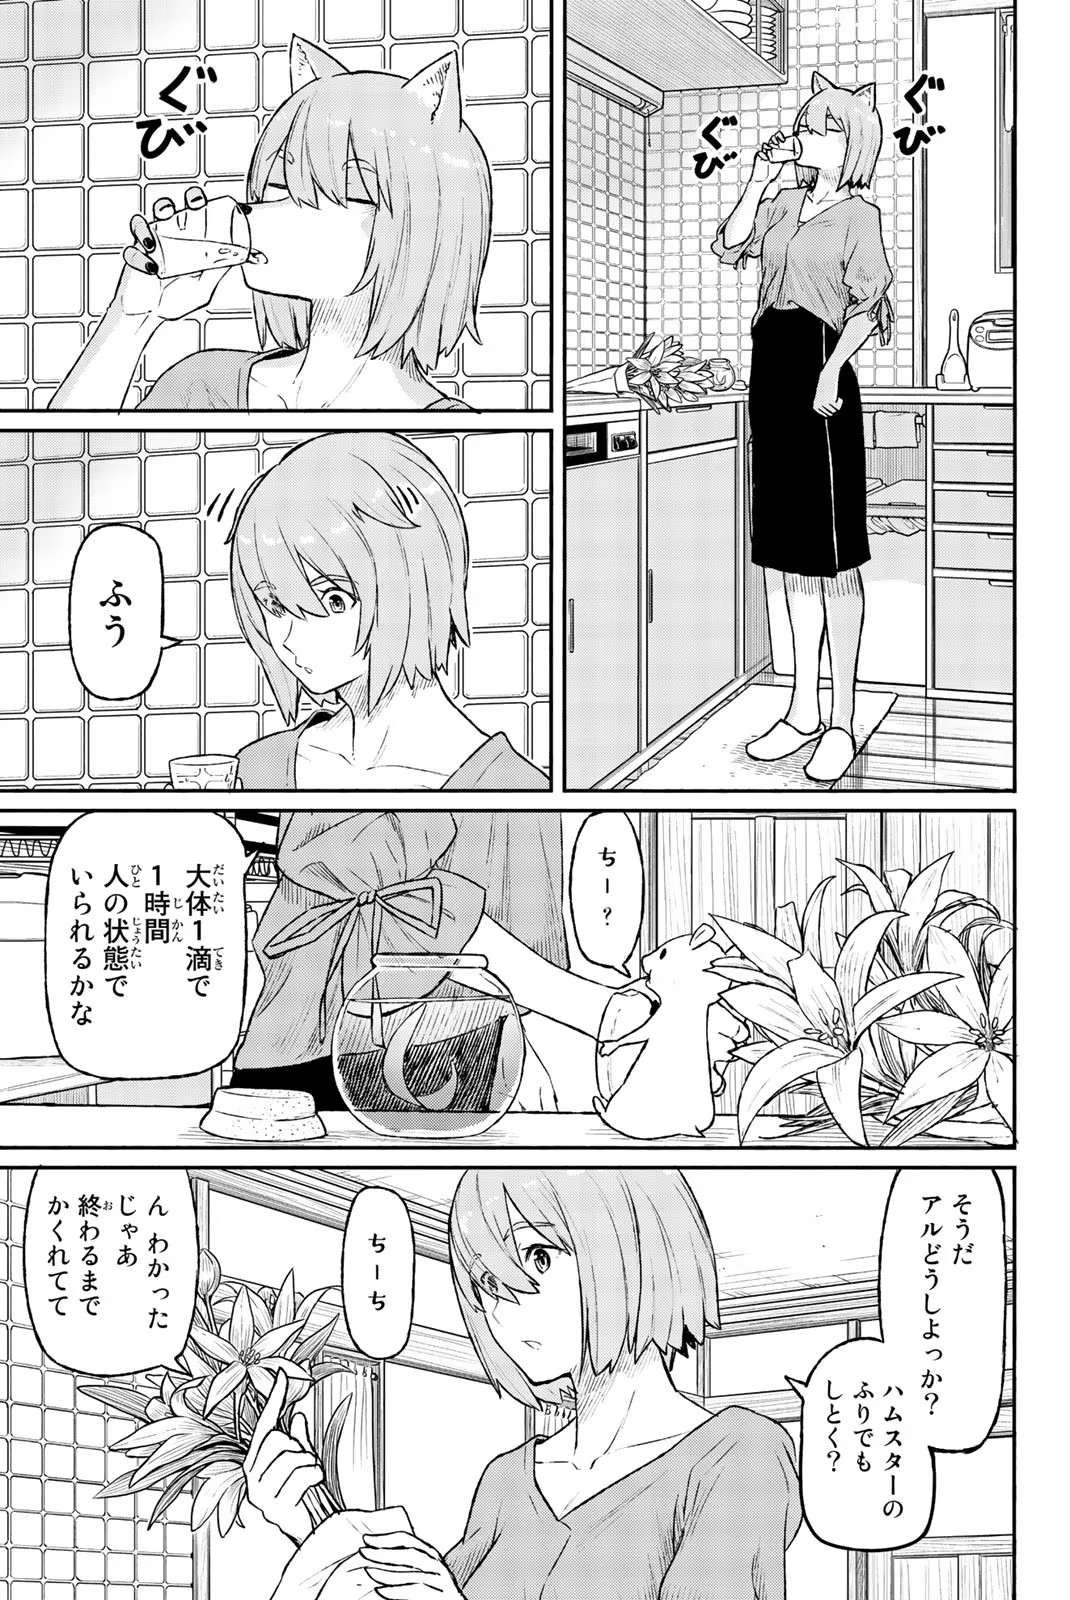 ぐび
ぐび
ぐび
ふう
ちー？
大体1滴で
1時間
人の状態で
いられるかな
そうだ
アルどうしよっか？
ハムスターの
ふりでも
しとく？
ちーち
ん わかった
じゃあ
終わるまで
かくれてて